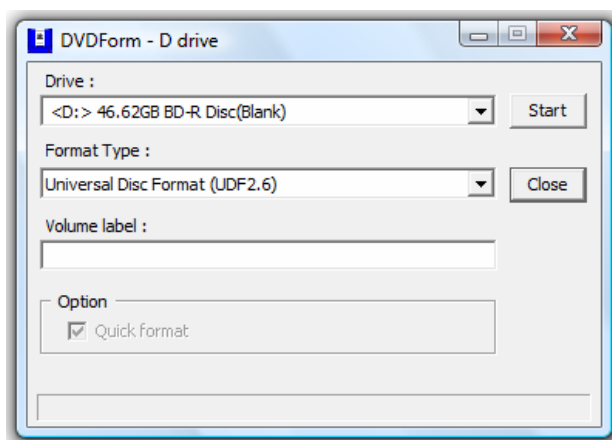 DVDForm - D drive
Drive :
<D:> 46.62GB BD-R Disc(Blank)
Start
Format Type :
Universal Disc Format (UDF2.6)
Close
Volume label :
Option
Quick format